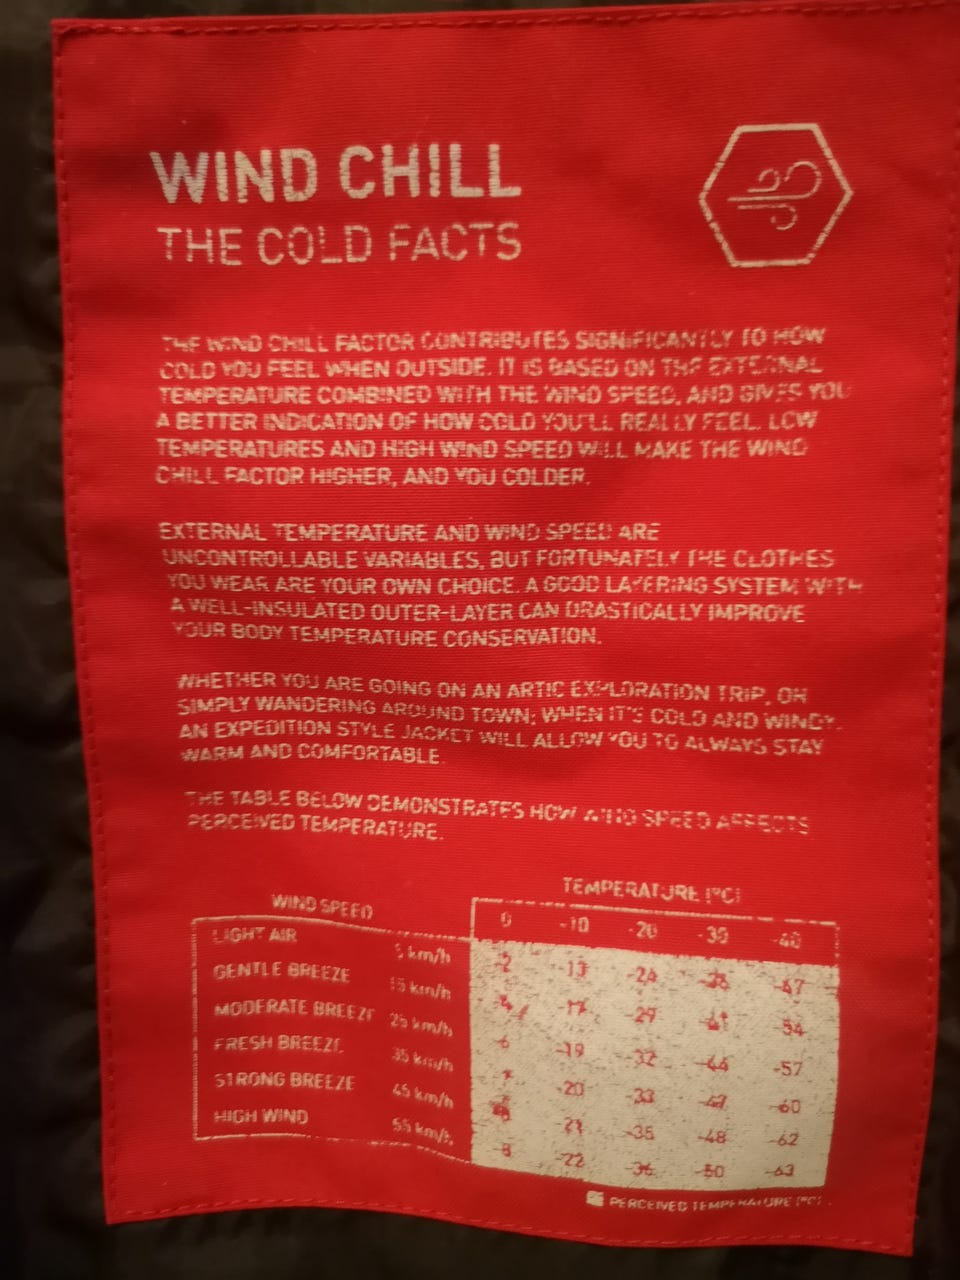 WIND CHILL
THE COLD FACTS
THE WIND CHILL FACTOR CONTRIBUTES SIGNIFICANTLY TO HOW
COLD YOU FEEL WHEN OUTSIDE. IT IS BASED ON THE EXTERNAL
TEMPERATURE COMBINED WITH THE WIND SPEED, AND GIVES YOU
A BETTER INDICATION OF HOW COLD YOU'LL REALLY FEEL. LOW
TEMPERATURES AND HIGH WIND SPEED WILL MAKE THE WIND
CHILL FACTOR HIGHER, AND YOU COLDER.
EXTERNAL TEMPERATURE AND WIND SPEED ARE
UNCONTROLLABLE VARIABLES, BUT FORTUNATELY THE CLOTHES
YOU WEAR ARE YOUR OWN CHOICE. A GOOD LAYERING SYSTEM WITH
A WELL-INSULATED OUTER-LAYER CAN DRASTICALLY IMPROVE
YOUR BODY TEMPERATURE CONSERVATION.
WHETHER YOU ARE GOING ON AN ARTIC EXPLORATION TRIP, OR
SIMPLY WANDERING AROUND TOWN; WHEN IT'S COLD AND WINDY,
AN EXPEDITION STYLE JACKET WILL ALLOW YOU TO ALWAYS STAY
WARM AND COMFORTABLE.
THE TABLE BELOW DEMONSTRATES HOW WIND SPEED AFFECTS
PERCEIVED TEMPERATURE.
TEMPERATURE (°C)
WIND SPEED
0 -10 -20 -30 -40
LIGHT AIR 5 km/h -2 -13 -24 -47
GENTLE BREEZE 15 km/h -4 -17 -29 -41 -54
MODERATE BREEZE 25 km/h -6 -19 -32 -44 -57
FRESH BREEZE 35 km/h -7 -20 -33 -47 -60
STRONG BREEZE 45 km/h -21 -35 -48 -62
HIGH WIND 55 km/h -8 -22 -36 -50 -63
PERCEIVED TEMPERATURE (°C)